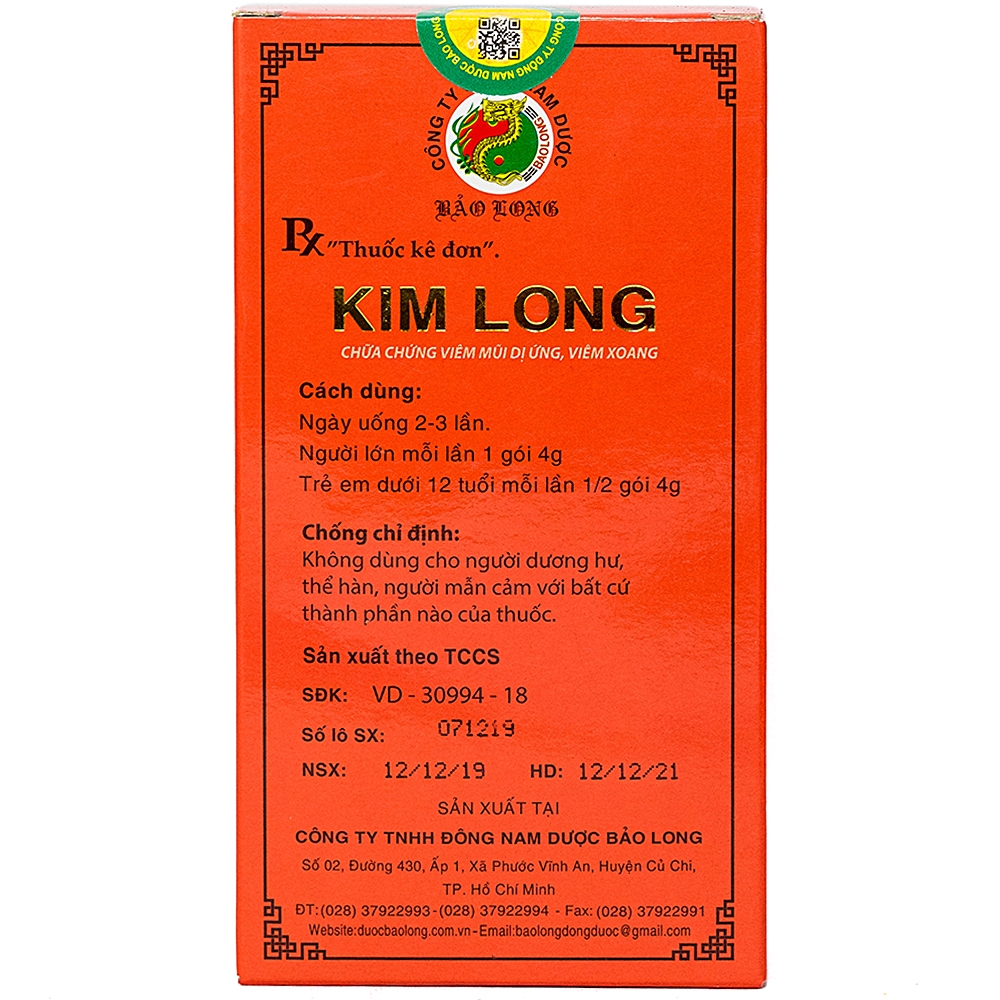 CÔNG TY ĐÔNG NAM DƯỢC BẢO LONG
CÔNG TY NAM DƯỢC
BAOLONG
BẢO LONG
Rx "Thuốc kê đơn".
KIM LONG
CHỮA CHỨNG VIÊM MŨI DỊ ỨNG, VIÊM XOANG
Cách dùng:
Ngày uống 2-3 lần.
Người lớn mỗi lần 1 gói 4g
Trẻ em dưới 12 tuổi mỗi lần 1/2 gói 4g
Chống chỉ định:
Không dùng cho người dương hư,
thể hàn, người mẫn cảm với bất cứ
thành phần nào của thuốc.
Sản xuất theo TCCS
SĐK: VD - 30994 - 18
Số lô SX: 071219
NSX: 12/12/19 HD: 12/12/21
SẢN XUẤT TẠI
CÔNG TY TNHH ĐÔNG NAM DƯỢC BẢO LONG
Số 02, Đường 430, Ấp 1, Xã Phước Vĩnh An, Huyện Củ Chi,
TP. Hồ Chí Minh
ĐT:(028) 37922993-(028) 37922994 - Fax: (028) 37922991
Website:duocbaolong.com.vn-Email:baolongdongduoc@gmail.com